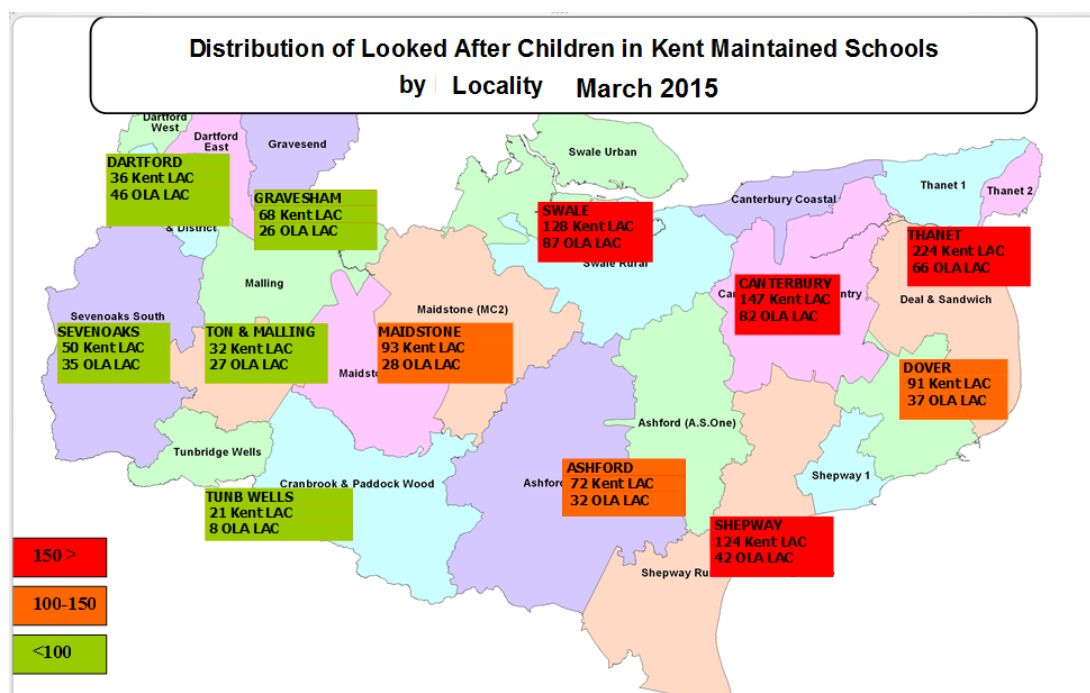 Distribution of Looked After Children in Kent Maintained Schools
by Locality March 2015
Dartford
West
Dartford
East
Gravesend
Swale Urban
Thanet 1
Thanet 2
Canterbury Coastal
DARTFORD
36 Kent LAC
46 OLA LAC
& District
GRAVESHAM
68 Kent LAC
26 OLA LAC
SWALE
128 Kent LAC
87 OLA LAC
Swale Rural
THANET
224 Kent LAC
66 OLA LAC
Malling
CANTERBURY
147 Kent LAC
82 OLA LAC
Deal & Sandwich
Sevenoaks South
Maidstone (MC2)
SEVENOAKS
50 Kent LAC
35 OLA LAC
TON & MALLING
32 Kent LAC
27 OLA LAC
MAIDSTONE
93 Kent LAC
28 OLA LAC
DOVER
91 Kent LAC
37 OLA LAC
Ashford (A.S.One)
Tunbridge Wells
Cranbrook & Paddock Wood
ASHFORD
72 Kent LAC
32 OLA LAC
Ashford
Shepway 1
TUNB WELLS
21 Kent LAC
8 OLA LAC
SHEPWAY
124 Kent LAC
42 OLA LAC
150 >
100-150
<100